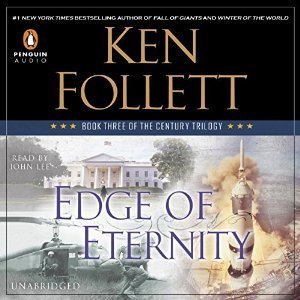 #1 NEW YORK TIMES BESTSELLING AUTHOR OF FALL OF GIANTS AND WINTER OF THE WORLD
PENGUIN
AUDIO
KEN
FOLLETT
★★★ BOOK THREE OF THE CENTURY TRILOGY ★★★
READ BY
JOHN LEE
EDGE OF
ETERNITY
UNABRIDGED